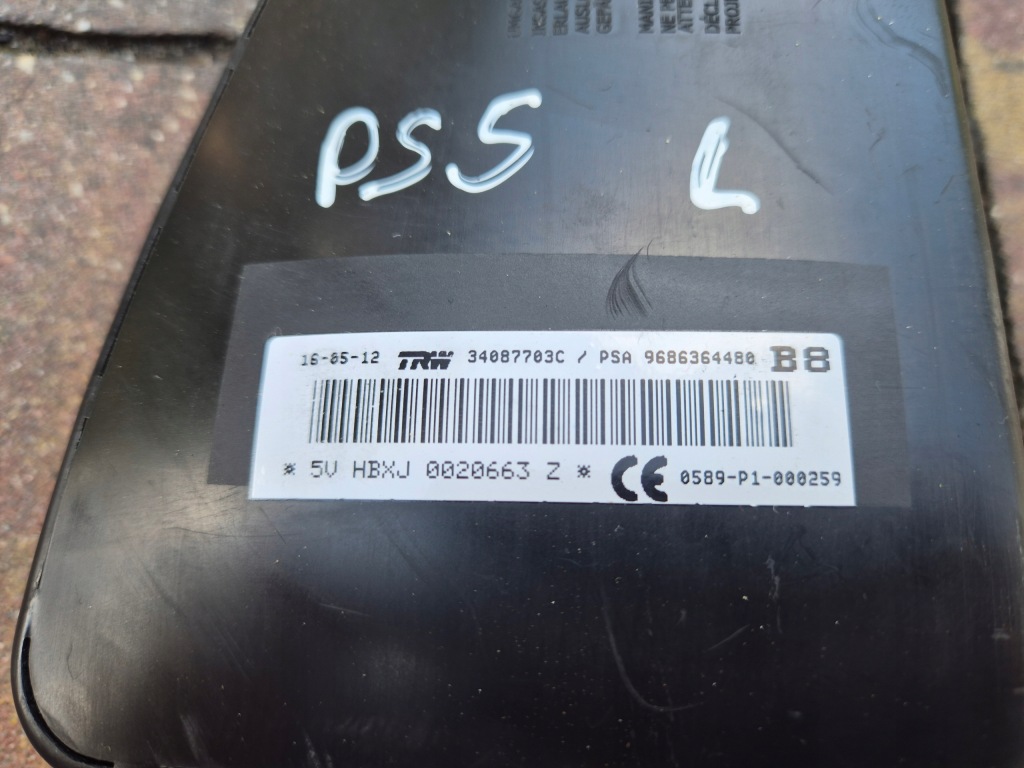 PS5 L
16-05-12 TRW 34087703C / PSA 9686364480 B8
* 5V HBXJ 0020663 Z * CE 0589-P1-000259